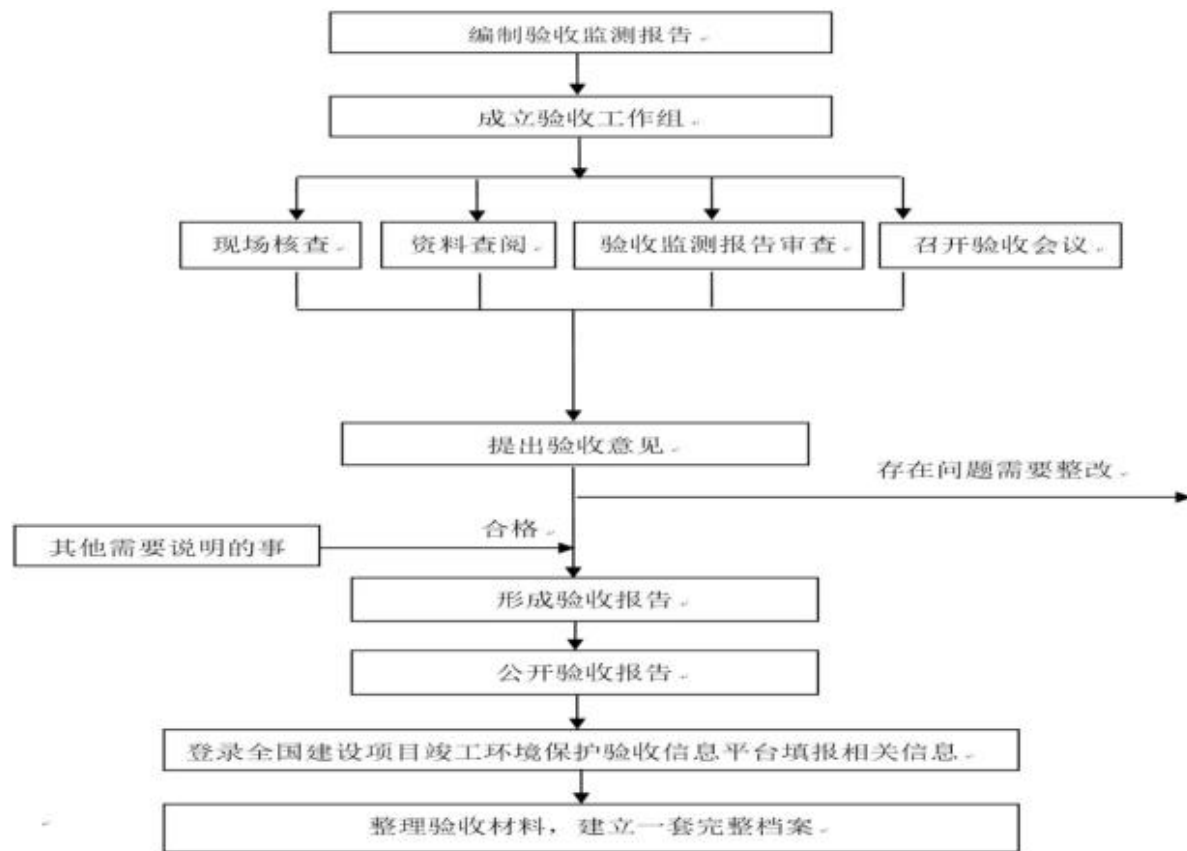 编制验收监测报告
成立验收工作组
现场核查
资料查阅
验收监测报告审查
召开验收会议
提出验收意见
存在问题需要整改
合格
其他需要说明的事
形成验收报告
公开验收报告
登录全国建设项目竣工环境保护验收信息平台填报相关信息
整理验收材料，建立一套完整档案